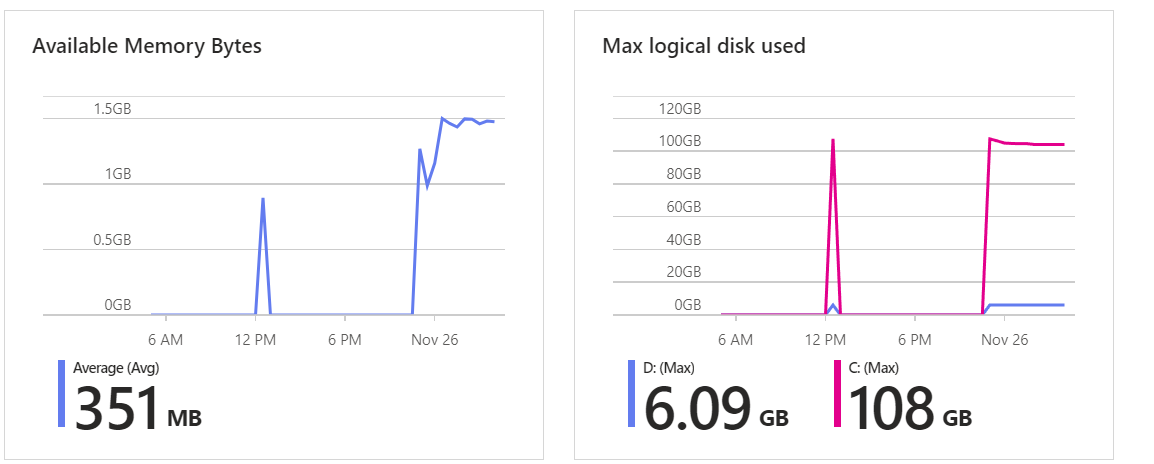 Available Memory Bytes
1.5GB
1GB
0.5GB
0GB
6 AM 12 PM 6 PM Nov 26
Average (Avg)
351 MB
Max logical disk used
120GB
100GB
80GB
60GB
40GB
20GB
0GB
6 AM 12 PM 6 PM Nov 26
D: (Max) C: (Max)
6.09 GB 108 GB